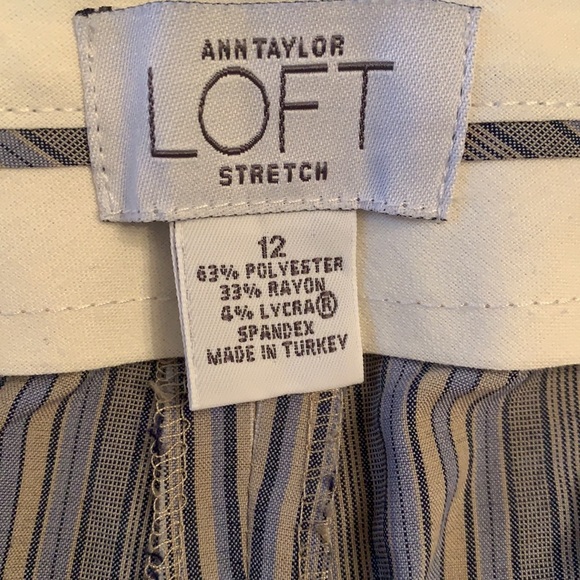 ANN TAYLOR
LOFT
STRETCH
12
63% POLYESTER
33% RAYON
4% LYCRA®
SPANDEX
MADE IN TURKEY